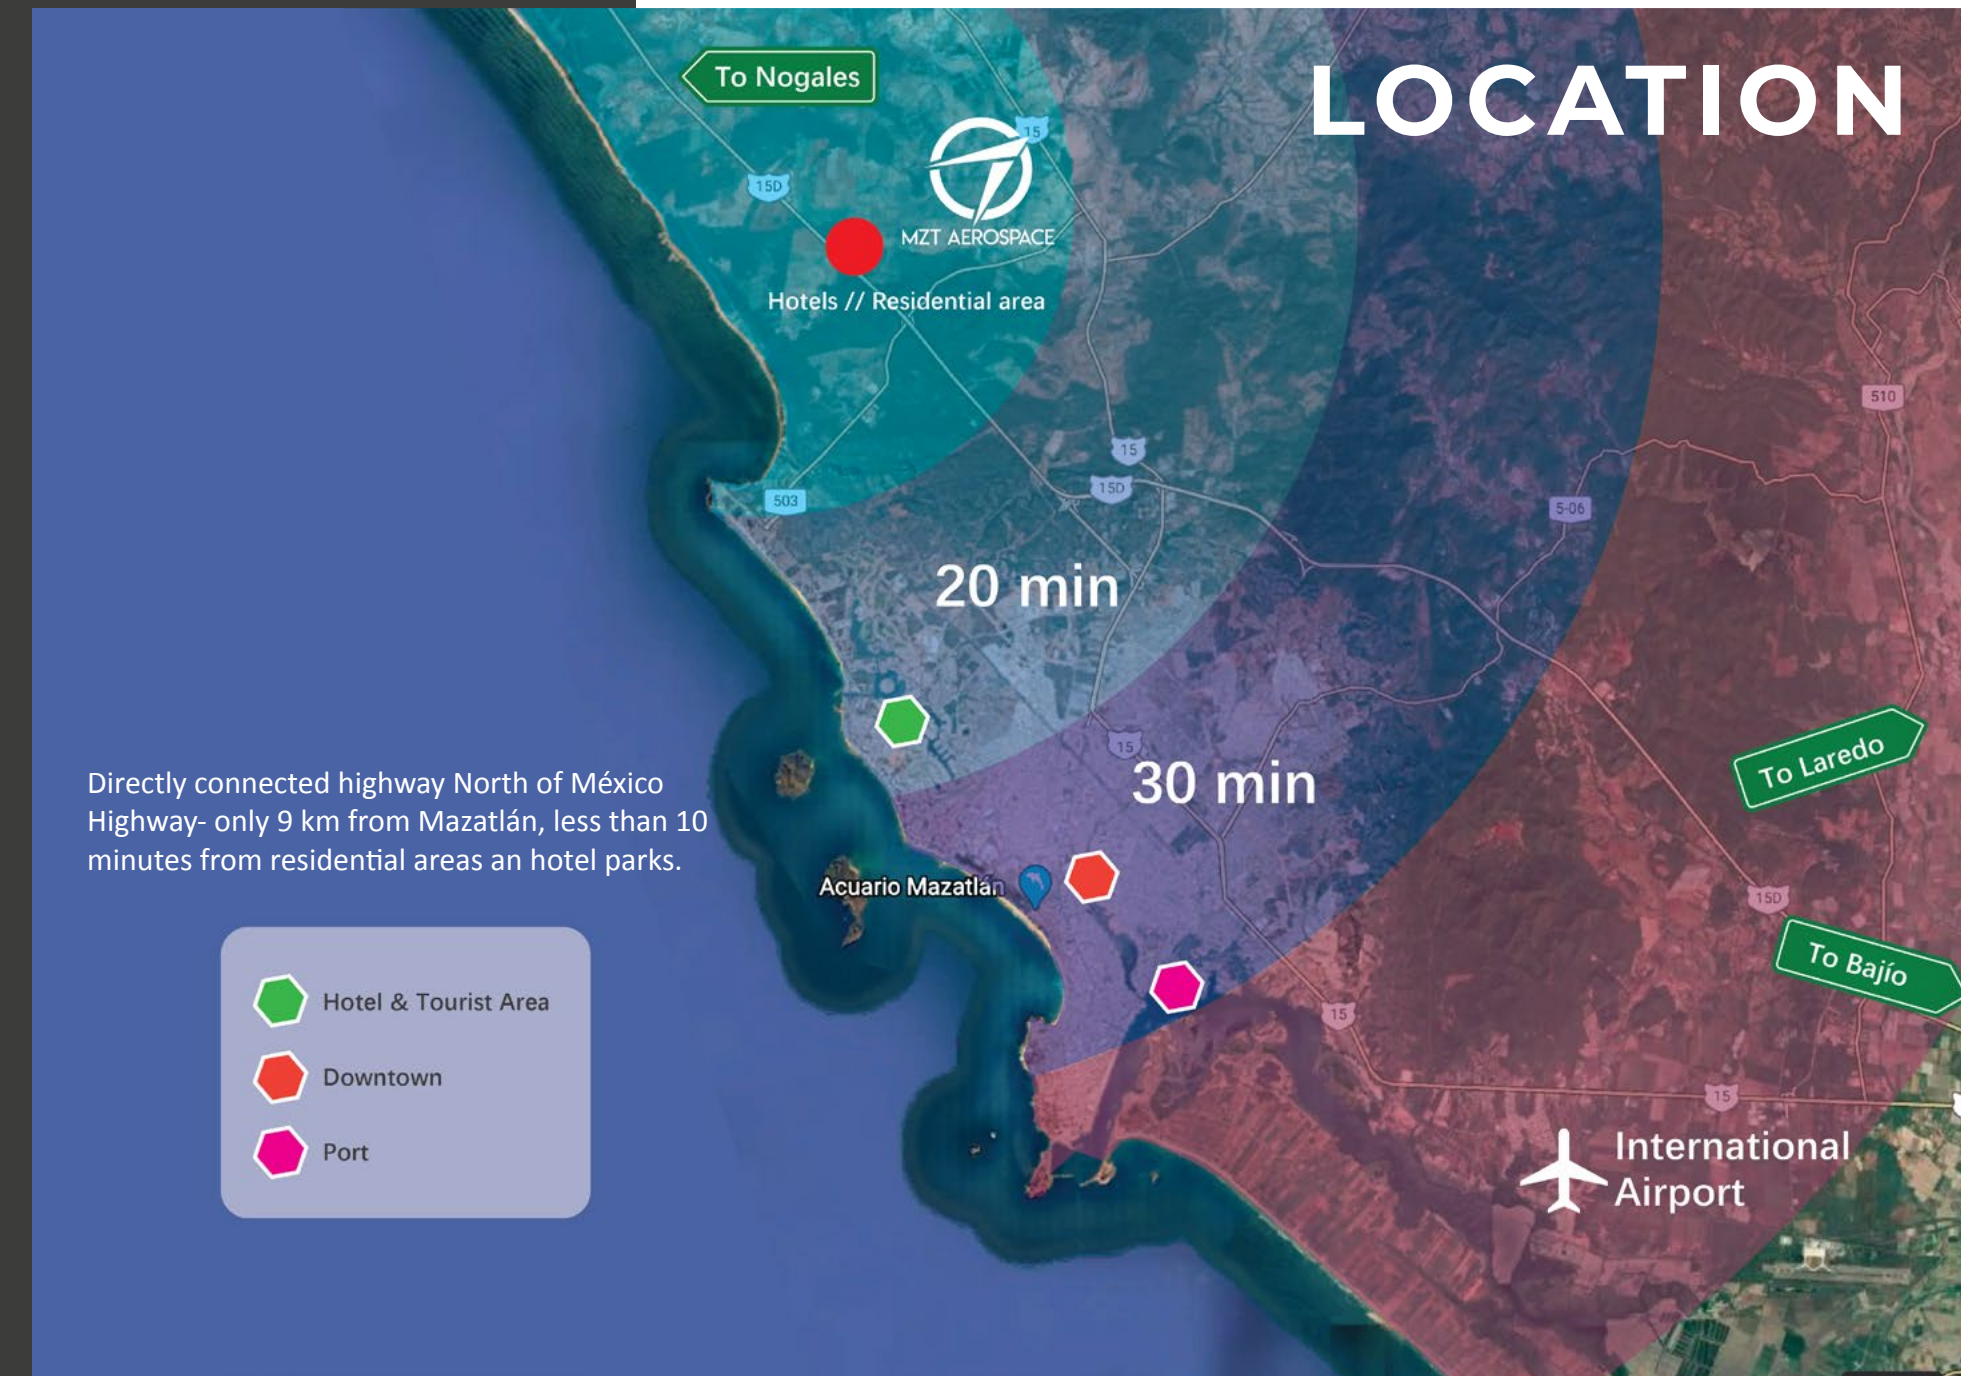 LOCATION
To Nogales
15
15D
MZT AEROSPACE
Hotels // Residential area
510
15
15D
503
5-06
20 min
15
30 min
To Laredo
Directly connected highway North of México
Highway- only 9 km from Mazatlán, less than 10
minutes from residential areas an hotel parks.
Acuario Mazatlán
15D
To Bajío
15
15
Hotel & Tourist Area
Downtown
Port
International
Airport